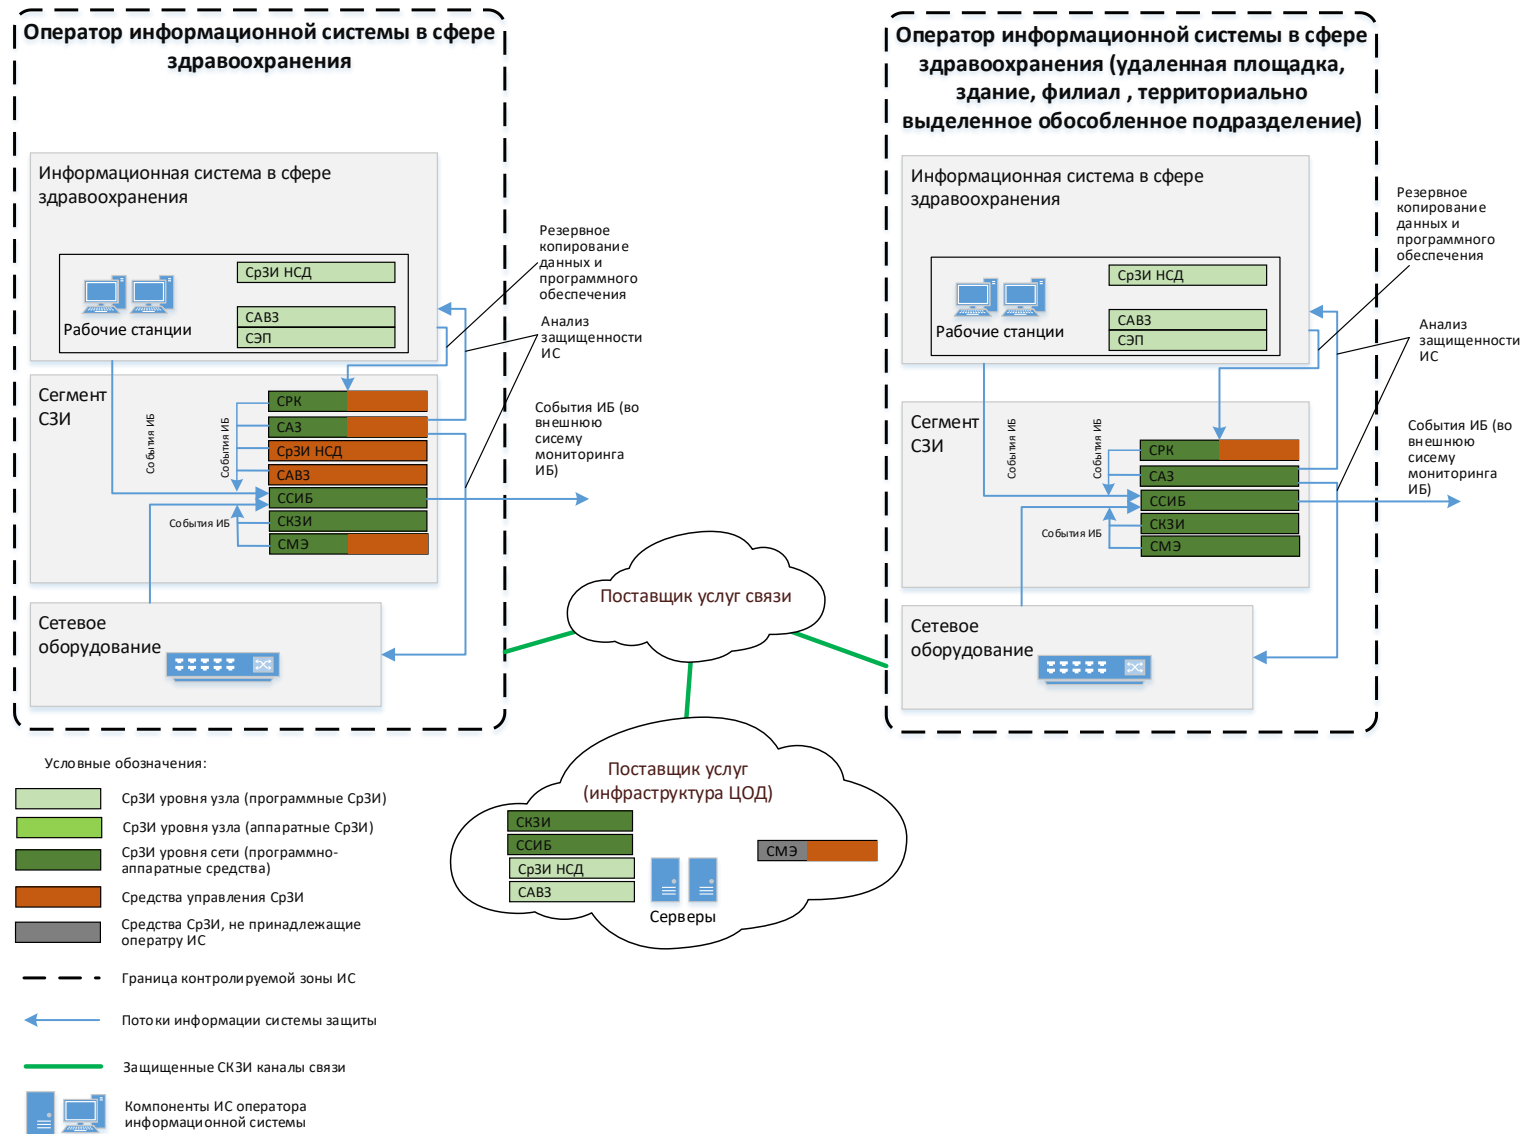 Оператор информационной системы в сфере
здравоохранения
Информационная система в сфере
здравоохранения
СрЗИ НСД
САВЗ
СЭП
Рабочие станции
Резервное
копирование
данных и
программного
обеспечения
Анализ
защищенности
ИС
Сегмент
СЗИ
События ИБ
События ИБ
СРК
САЗ
СрЗИ НСД
САВЗ
ССИБ
СКЗИ
СМЭ
События ИБ
События ИБ (во
внешнюю
сисему
мониторинга
ИБ)
Сетевое
оборудование
Оператор информационной системы в сфере
здравоохранения (удаленная площадка,
здание, филиал , территориально
выделенное обособленное подразделение)
Информационная система в сфере
здравоохранения
СрЗИ НСД
САВЗ
СЭП
Рабочие станции
Резервное
копирование
данных и
программного
обеспечения
Анализ
защищенности
ИС
Сегмент
СЗИ
События ИБ
События ИБ
СРК
САЗ
ССИБ
СКЗИ
СМЭ
События ИБ
События ИБ (во
внешнюю
сисему
мониторинга
ИБ)
Сетевое
оборудование
Поставщик услуг связи
Поставщик услуг
(инфраструктура ЦОД)
СКЗИ
ССИБ
СрЗИ НСД
САВЗ
СМЭ
Серверы
Условные обозначения:
СрЗИ уровня узла (программные СрЗИ)
СрЗИ уровня узла (аппаратные СрЗИ)
СрЗИ уровня сети (программно-
аппаратные средства)
Средства управления СрЗИ
Средства СрЗИ, не принадлежащие
оператру ИС
Граница контролируемой зоны ИС
Потоки информации системы защиты
Защищенные СКЗИ каналы связи
Компоненты ИС оператора
информационной системы